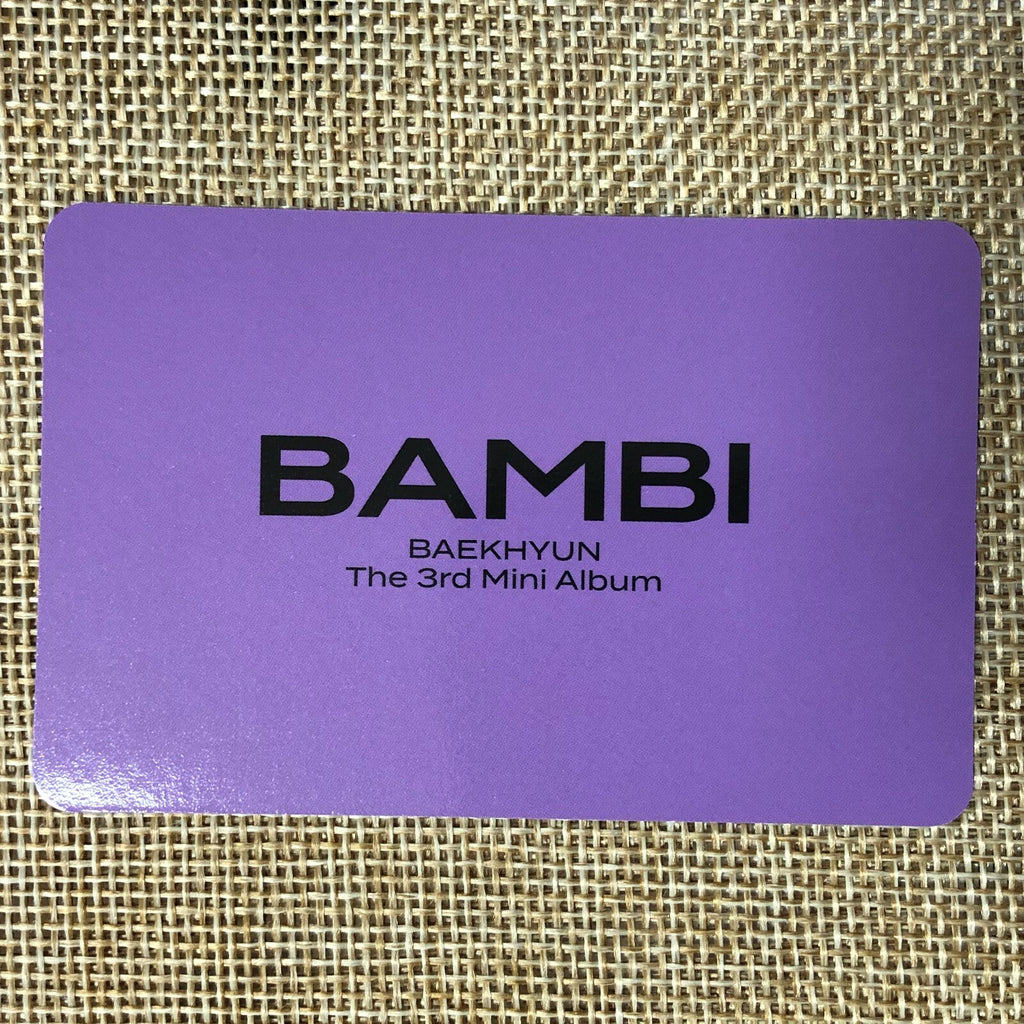 BAMBI
BAEKHYUN
The 3rd Mini Album